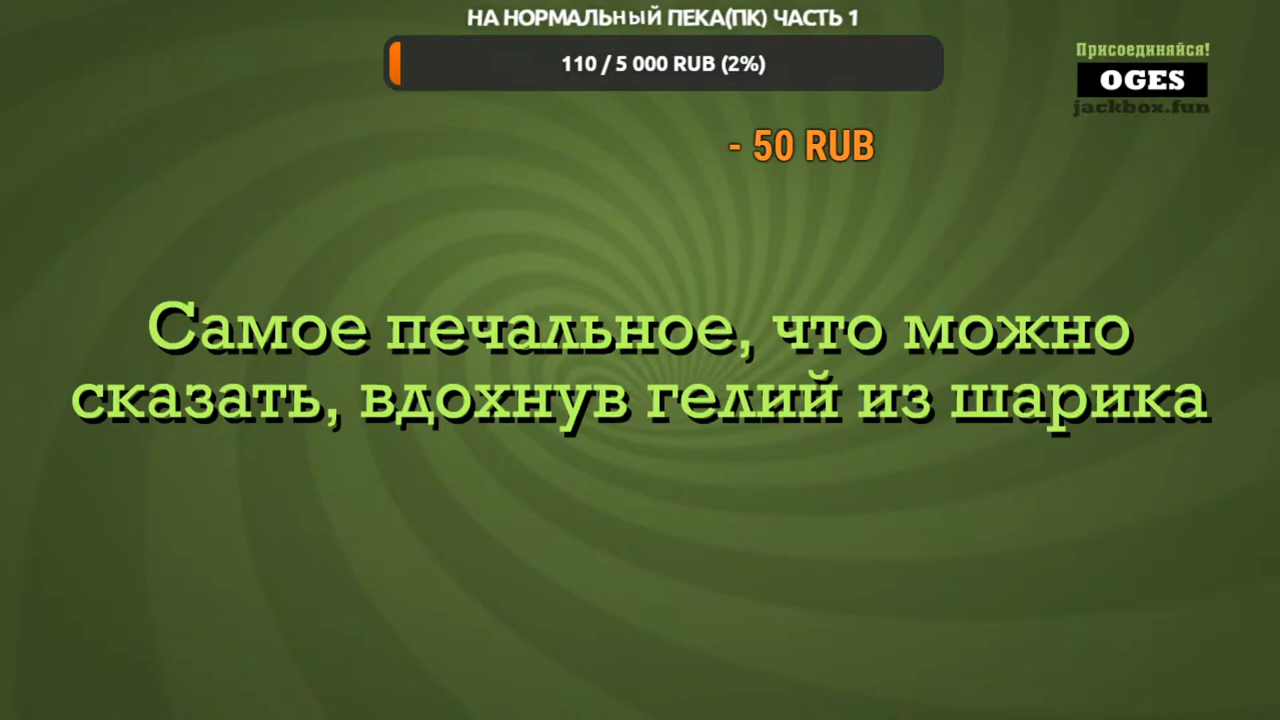 НА НОРМАЛЬНЫЙ ПЕКА(ПК) ЧАСТЬ 1
110 / 5 000 RUB (2%)
Присоединяйся!
OGES
jackbox.fun
- 50 RUB
Самое печальное, что можно
сказать, вдохнув гелий из шарика